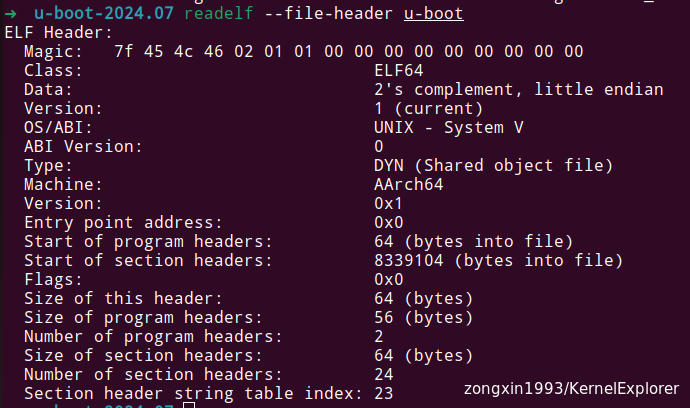 → u-boot-2024.07 readelf --file-header u-boot
ELF Header:
  Magic:   7f 45 4c 46 02 01 01 00 00 00 00 00 00 00 00 00
  Class:                             ELF64
  Data:                              2's complement, little endian
  Version:                           1 (current)
  OS/ABI:                            UNIX - System V
  ABI Version:                       0
  Type:                              DYN (Shared object file)
  Machine:                           AArch64
  Version:                           0x1
  Entry point address:               0x0
  Start of program headers:          64 (bytes into file)
  Start of section headers:          8339104 (bytes into file)
  Flags:                             0x0
  Size of this header:               64 (bytes)
  Size of program headers:           56 (bytes)
  Number of program headers:         2
  Size of section headers:           64 (bytes)
  Number of section headers:         24
  Section header string table index: 23
zongxin1993/KernelExplorer